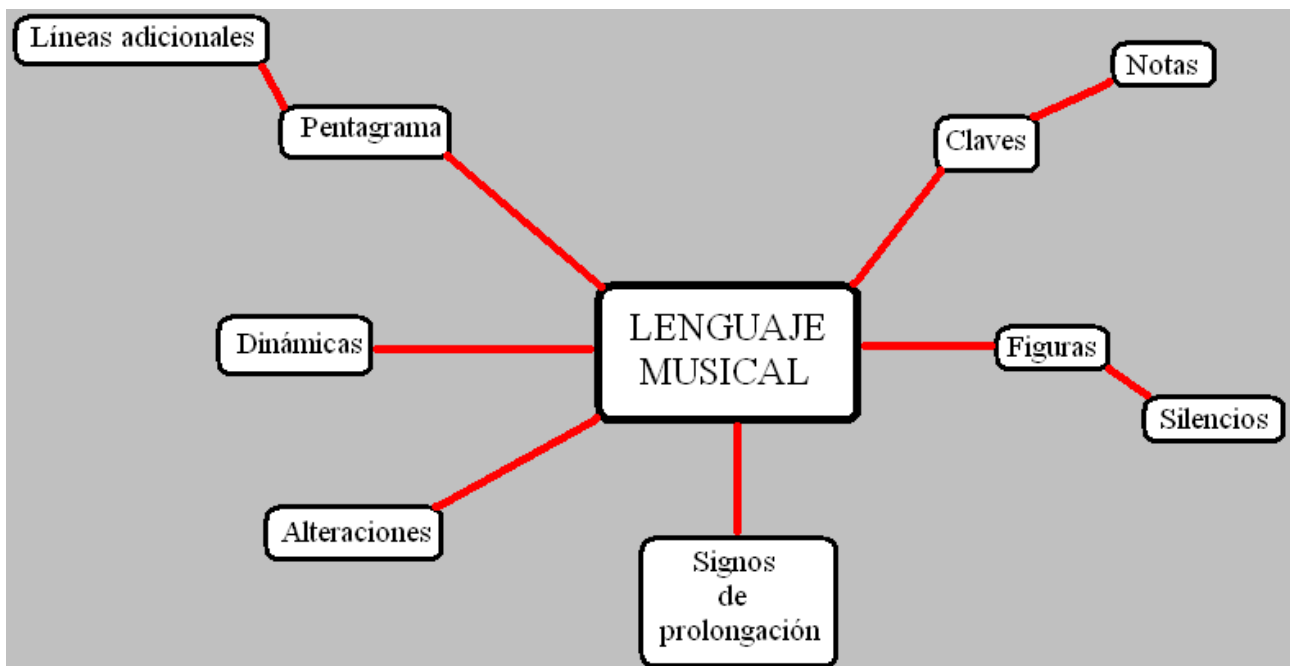 Líneas adicionales
Notas
Pentagrama
Claves
LENGUAJE
MUSICAL
Dinámicas
Figuras
Silencios
Alteraciones
Signos
de
prolongación